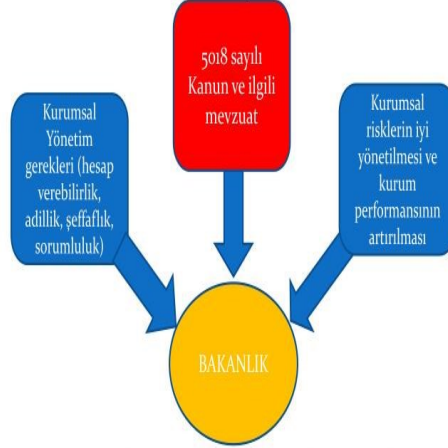 5018 sayılı
Kanun ve ilgili
mevzuat
Kurumsal
Yönetim
gerekleri (hesap
verebilirlik,
adillik, şeffaflık,
sorumluluk)
Kurumsal
risklerin iyi
yönetilmesi ve
kurum
performansının
artırılması
BAKANLIK